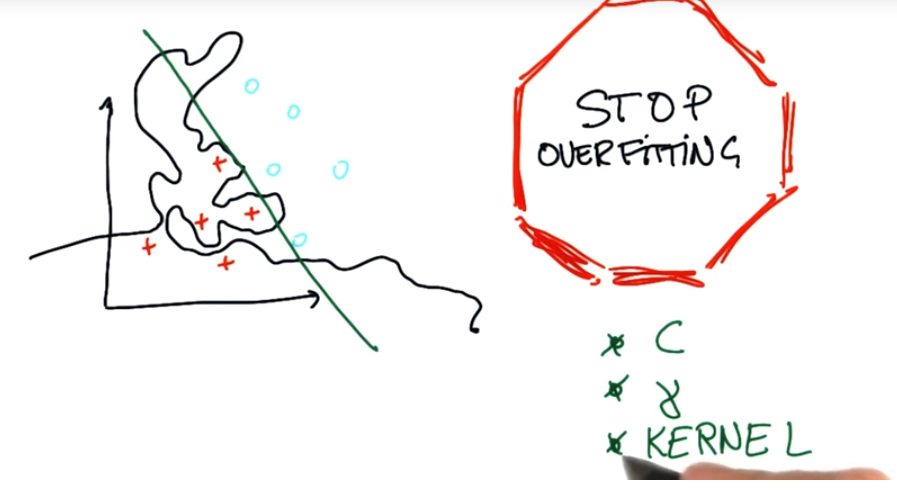 STOP
OVERFITTING
* C
* γ
* KERNEL